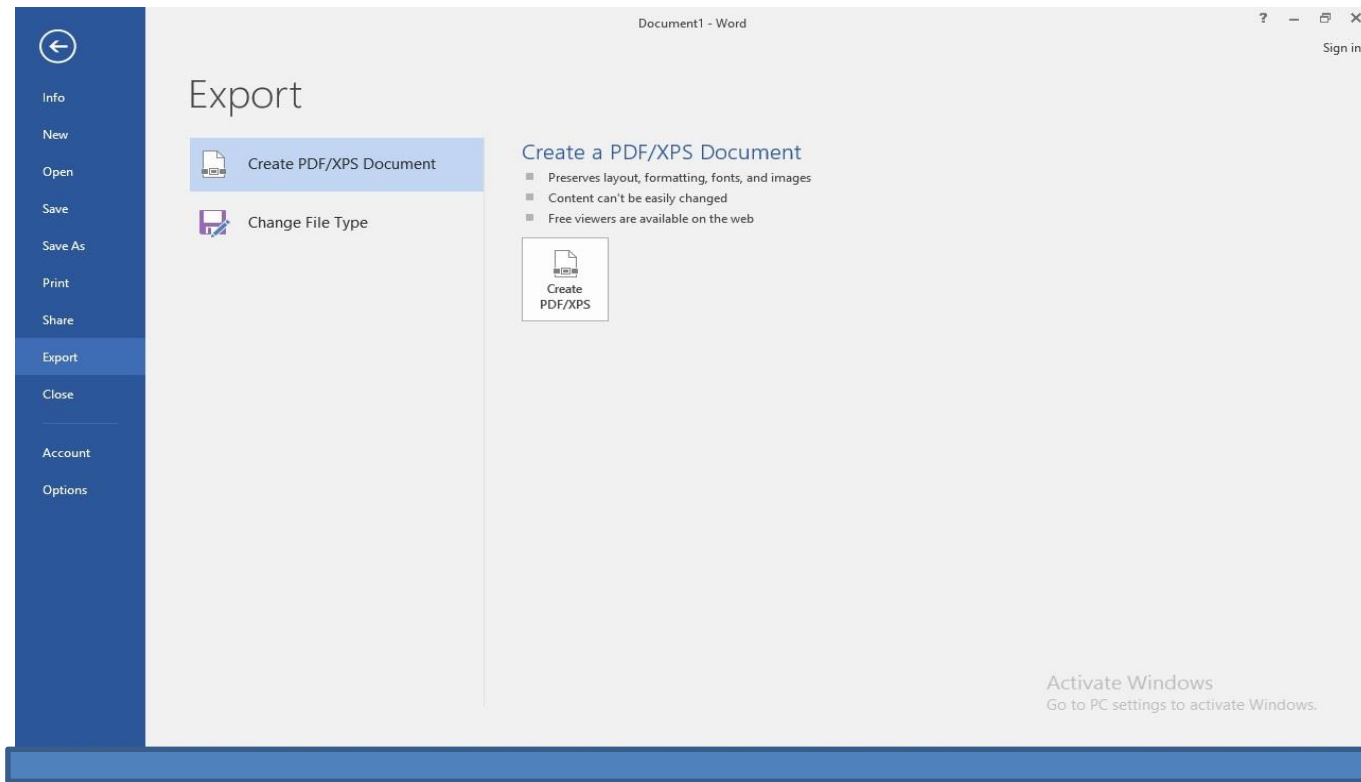 Document1 - Word
?
Sign in
Info
New
Open
Save
Save As
Print
Share
Export
Close
Account
Options
Export
Create PDF/XPS Document
Change File Type
Create a PDF/XPS Document
Preserves layout, formatting, fonts, and images
Content can't be easily changed
Free viewers are available on the web
Create
PDF/XPS
Activate Windows
Go to PC settings to activate Windows.